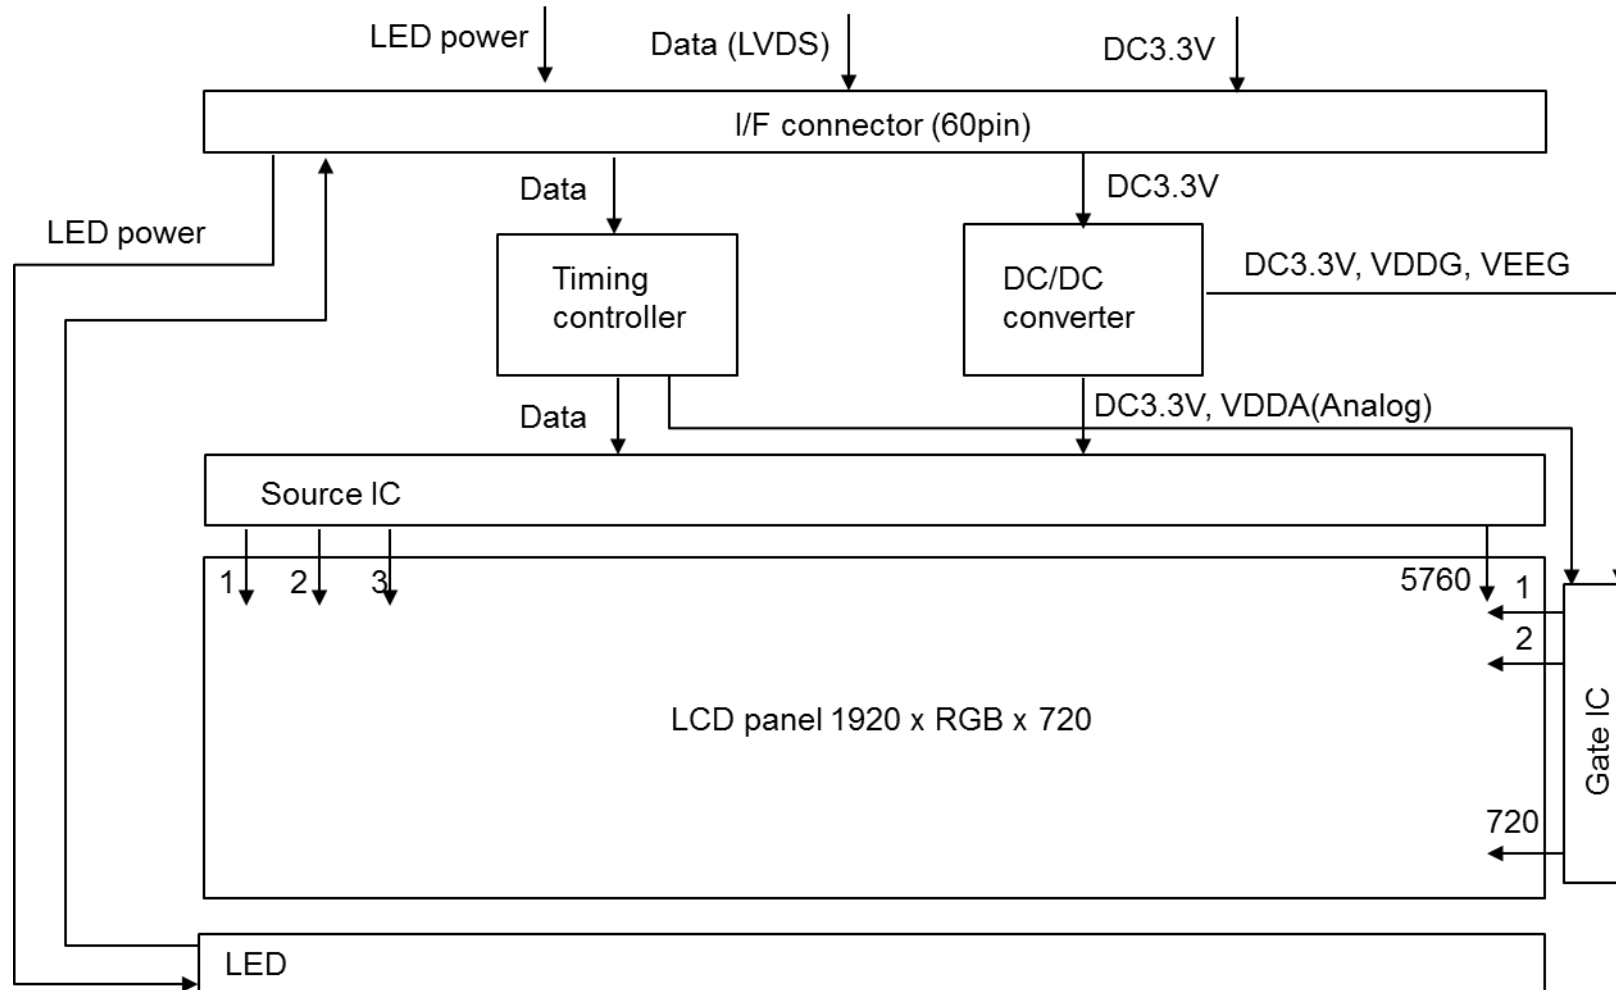 LED power
Data (LVDS)
DC3.3V
I/F connector (60pin)
Data
DC3.3V
LED power
DC3.3V, VDDG, VEEG
Timing
controller
DC/DC
converter
Data
DC3.3V, VDDA(Analog)
Source IC
1
2
3
5760
1
2
LCD panel 1920 x RGB x 720
Gate IC
720
LED